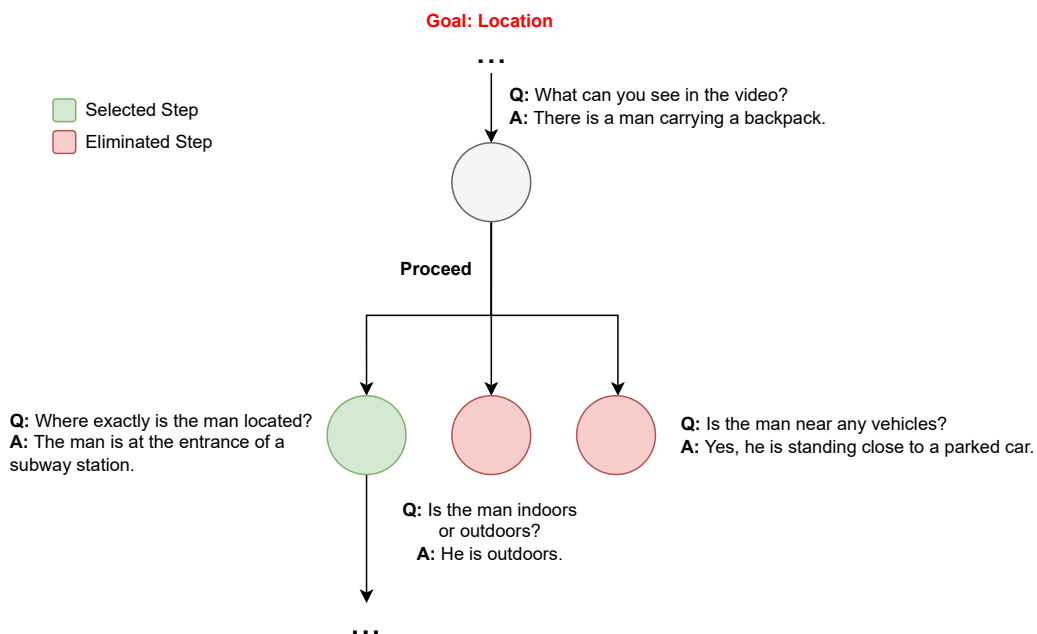 Goal: Location
...
Q: What can you see in the video?
A: There is a man carrying a backpack.
Selected Step
Eliminated Step
Proceed
Q: Where exactly is the man located?
A: The man is at the entrance of a
subway station.
Q: Is the man near any vehicles?
A: Yes, he is standing close to a parked car.
Q: Is the man indoors
or outdoors?
A: He is outdoors.
...